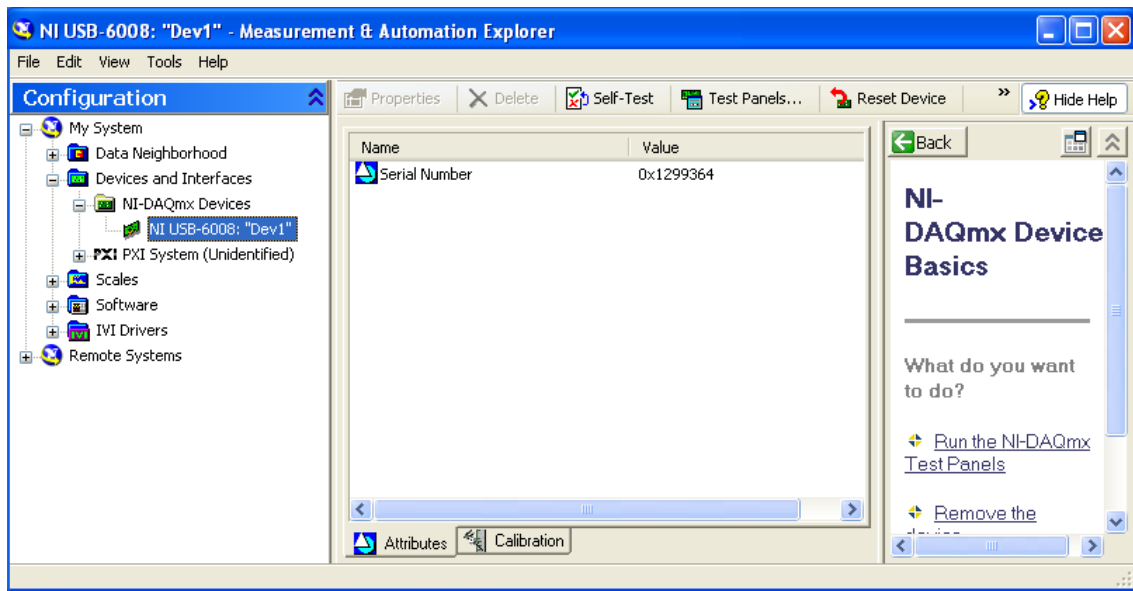 NI USB-6008: "Dev1" - Measurement & Automation Explorer
File Edit View Tools Help
Configuration
My System
Data Neighborhood
Devices and Interfaces
NI-DAQmx Devices
NI USB-6008: "Dev1"
PXI PXI System (Unidentified)
Scales
Software
IVI IVI Drivers
Remote Systems
Properties Delete Self-Test Test Panels... Reset Device » Hide Help
Name Value
Serial Number 0x1299364
Attributes Calibration
Back
NI-
DAQmx Device
Basics
What do you want
to do?
Run the NI-DAQmx
Test Panels
Remove the